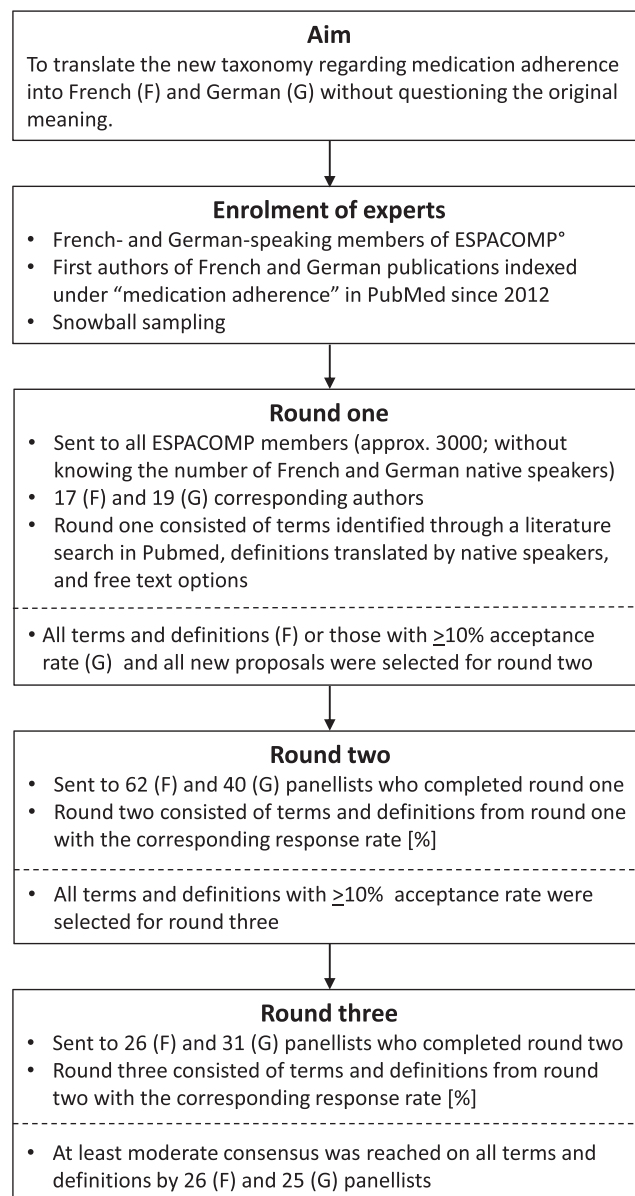 Aim
To translate the new taxonomy regarding medication adherence
into French (F) and German (G) without questioning the original
meaning.
Enrolment of experts
• French- and German-speaking members of ESPACOMP°
• First authors of French and German publications indexed
under “medication adherence” in PubMed since 2012
• Snowball sampling
Round one
• Sent to all ESPACOMP members (approx. 3000; without
knowing the number of French and German native speakers)
• 17 (F) and 19 (G) corresponding authors
• Round one consisted of terms identified through a literature
search in Pubmed, definitions translated by native speakers,
and free text options
• All terms and definitions (F) or those with ≥10% acceptance
rate (G) and all new proposals were selected for round two
Round two
• Sent to 62 (F) and 40 (G) panellists who completed round one
• Round two consisted of terms and definitions from round one
with the corresponding response rate [%]
• All terms and definitions with ≥10% acceptance rate were
selected for round three
Round three
• Sent to 26 (F) and 31 (G) panellists who completed round two
• Round three consisted of terms and definitions from round
two with the corresponding response rate [%]
• At least moderate consensus was reached on all terms and
definitions by 26 (F) and 25 (G) panellists